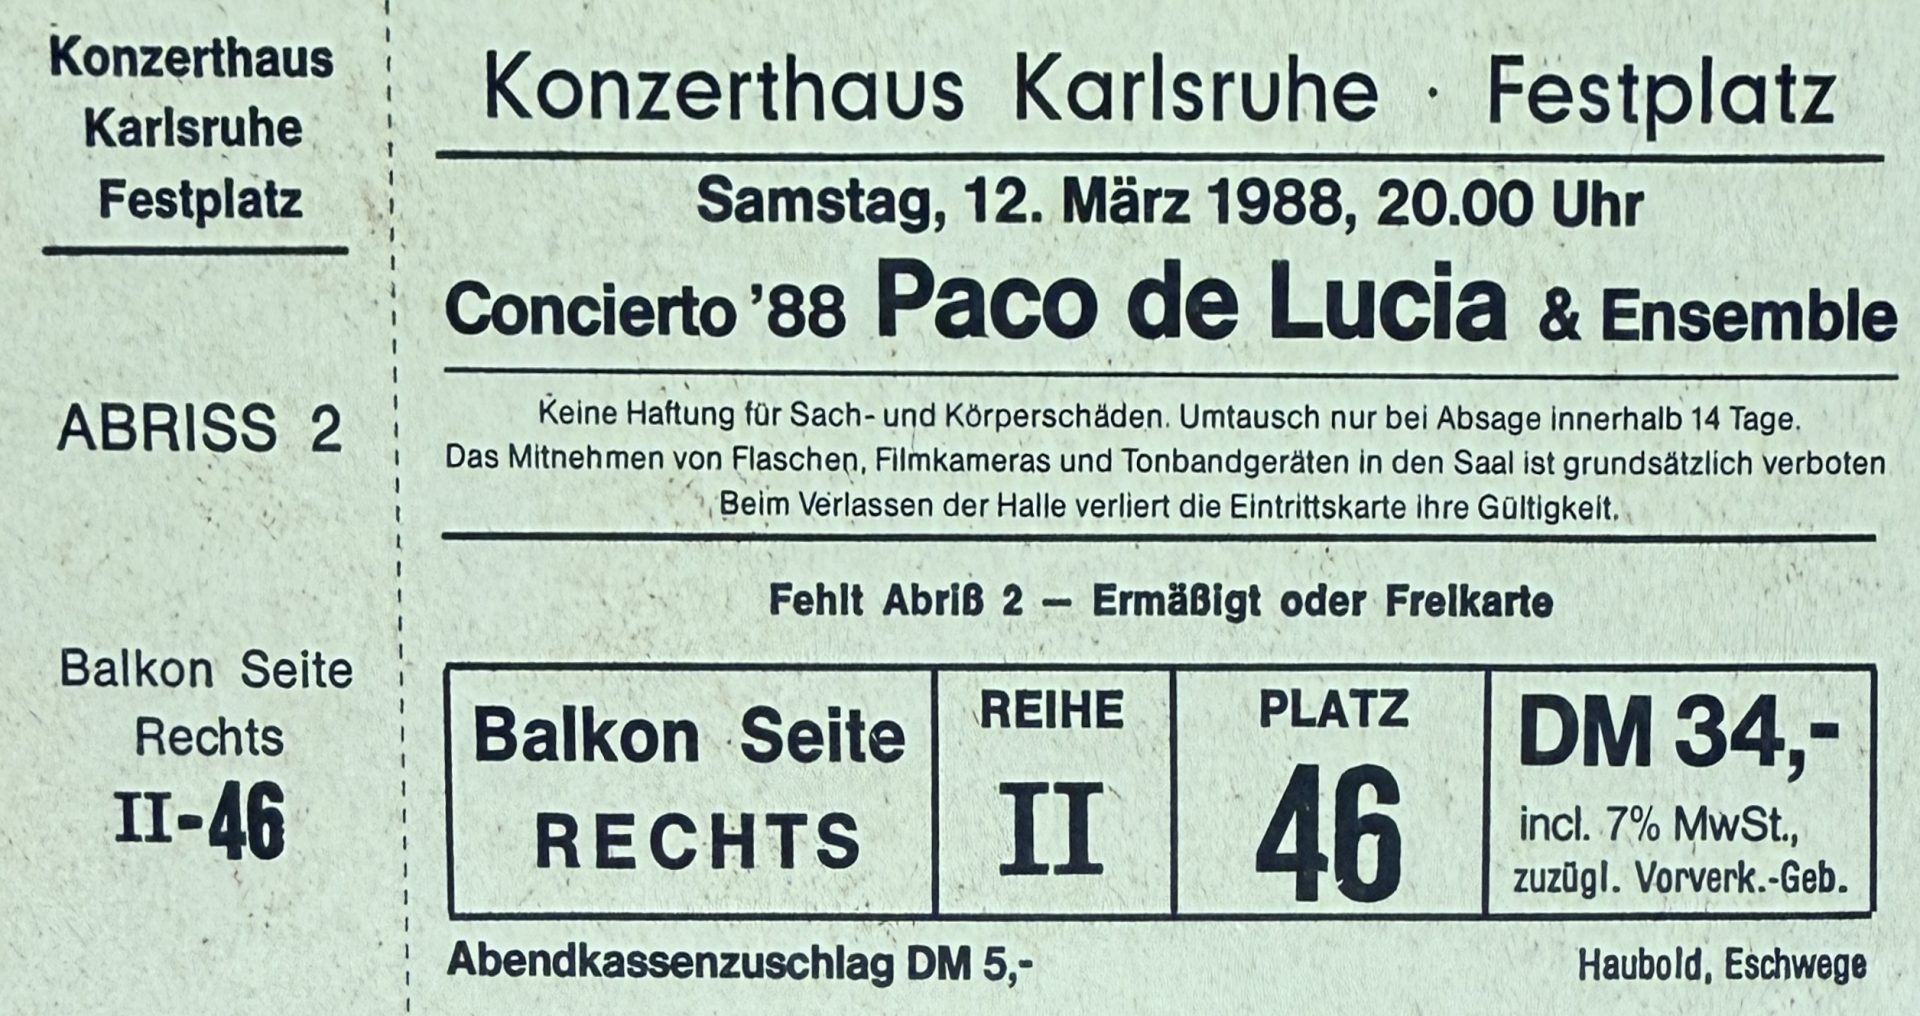 Konzerthaus
Karlsruhe
Festplatz
ABRISS 2
Balkon Seite
Rechts
II-46
Konzerthaus Karlsruhe · Festplatz
Samstag, 12. März 1988, 20.00 Uhr
Concierto '88 Paco de Lucia & Ensemble
Keine Haftung für Sach- und Körperschäden. Umtausch nur bei Absage innerhalb 14 Tage.
Das Mitnehmen von Flaschen, Filmkameras und Tonbandgeräten in den Saal ist grundsätzlich verboten
Beim Verlassen der Halle verliert die Eintrittskarte ihre Gültigkeit.
Fehlt Abriß 2 — Ermäßigt oder Freikarte
Balkon Seite
RECHTS
REIHE
II
PLATZ
46
DM 34,-
incl. 7% MwSt.,
zuzügl. Vorverk.-Geb.
Abendkassenzuschlag DM 5,-
Haubold, Eschwege